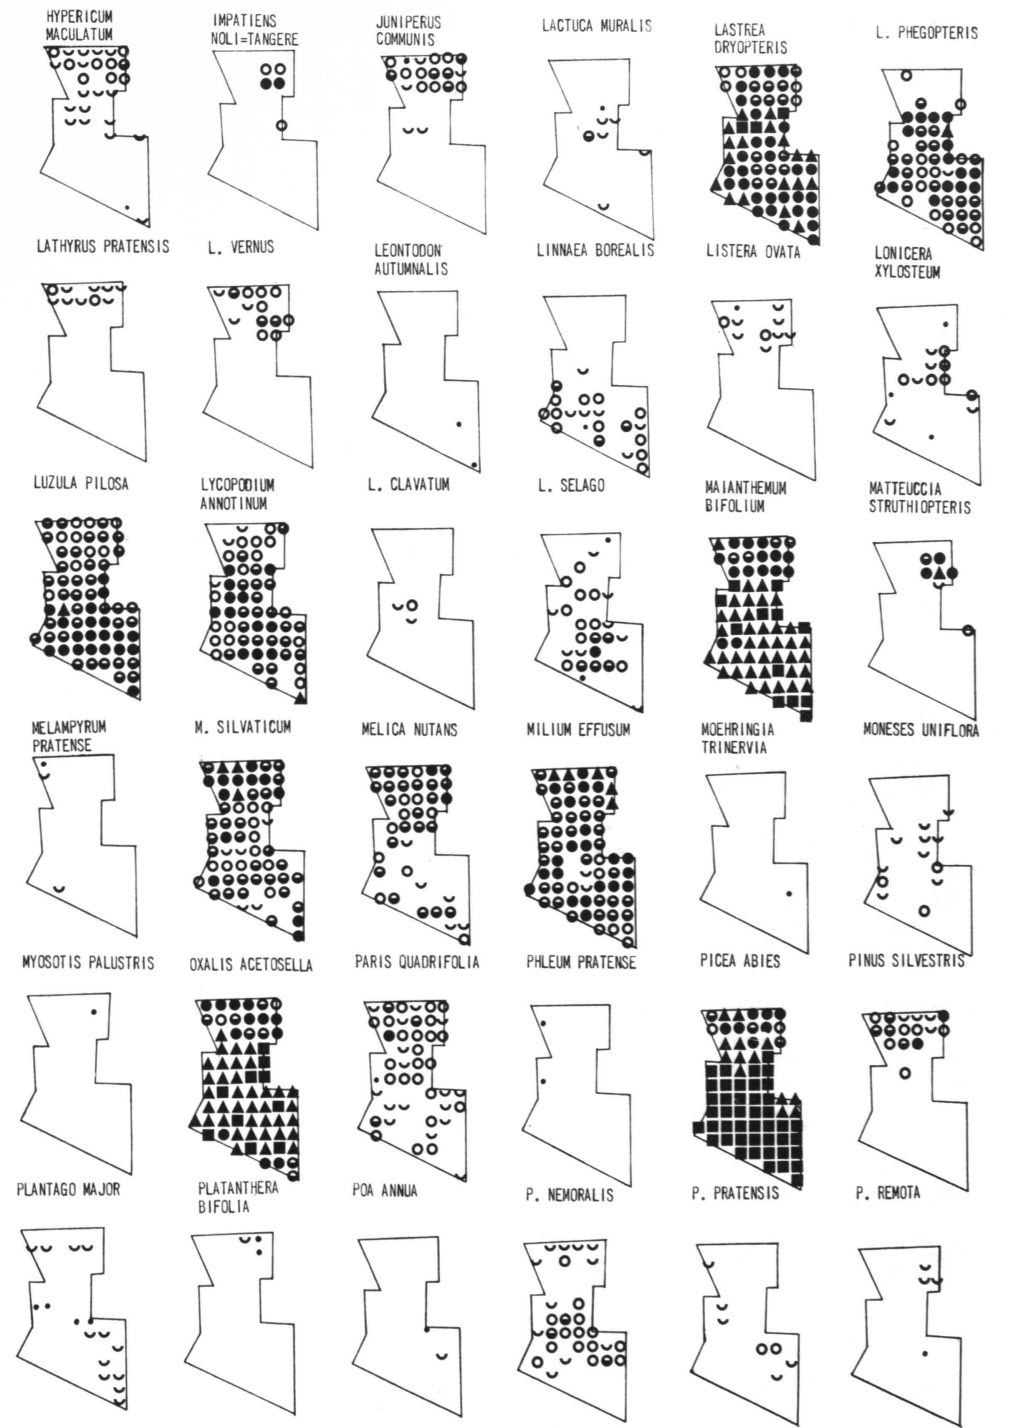 HYPERICUM
MACULATUM
IMPATIENS
NOLI=TANGERE
JUNIPERUS
COMMUNIS
LACTUCA MURALIS
LASTREA
DRYOPTERIS
L. PHEGOPTERIS
LATHYRUS PRATENSIS
L. VERNUS
LEONTODON
AUTUMNALIS
LINNAEA BOREALIS
LISTERA OVATA
LONICERA
XYLOSTEUM
LUZULA PILOSA
LYCOPODIUM
ANNOTINUM
L. CLAVATUM
L. SELAGO
MAIANTHEMUM
BIFOLIUM
MATTEUCCIA
STRUTHIOPTERIS
MELAMPYRUM
PRATENSE
M. SILVATICUM
MELICA NUTANS
MILIUM EFFUSUM
MOEHRINGIA
TRINERVIA
MONESES UNIFLORA
MYOSOTIS PALUSTRIS
OXALIS ACETOSELLA
PARIS QUADRIFOLIA
PHLEUM PRATENSE
PICEA ABIES
PINUS SILVESTRIS
PLANTAGO MAJOR
PLATANTHERA
BIFOLIA
POA ANNUA
P. NEMORALIS
P. PRATENSIS
P. REMOTA